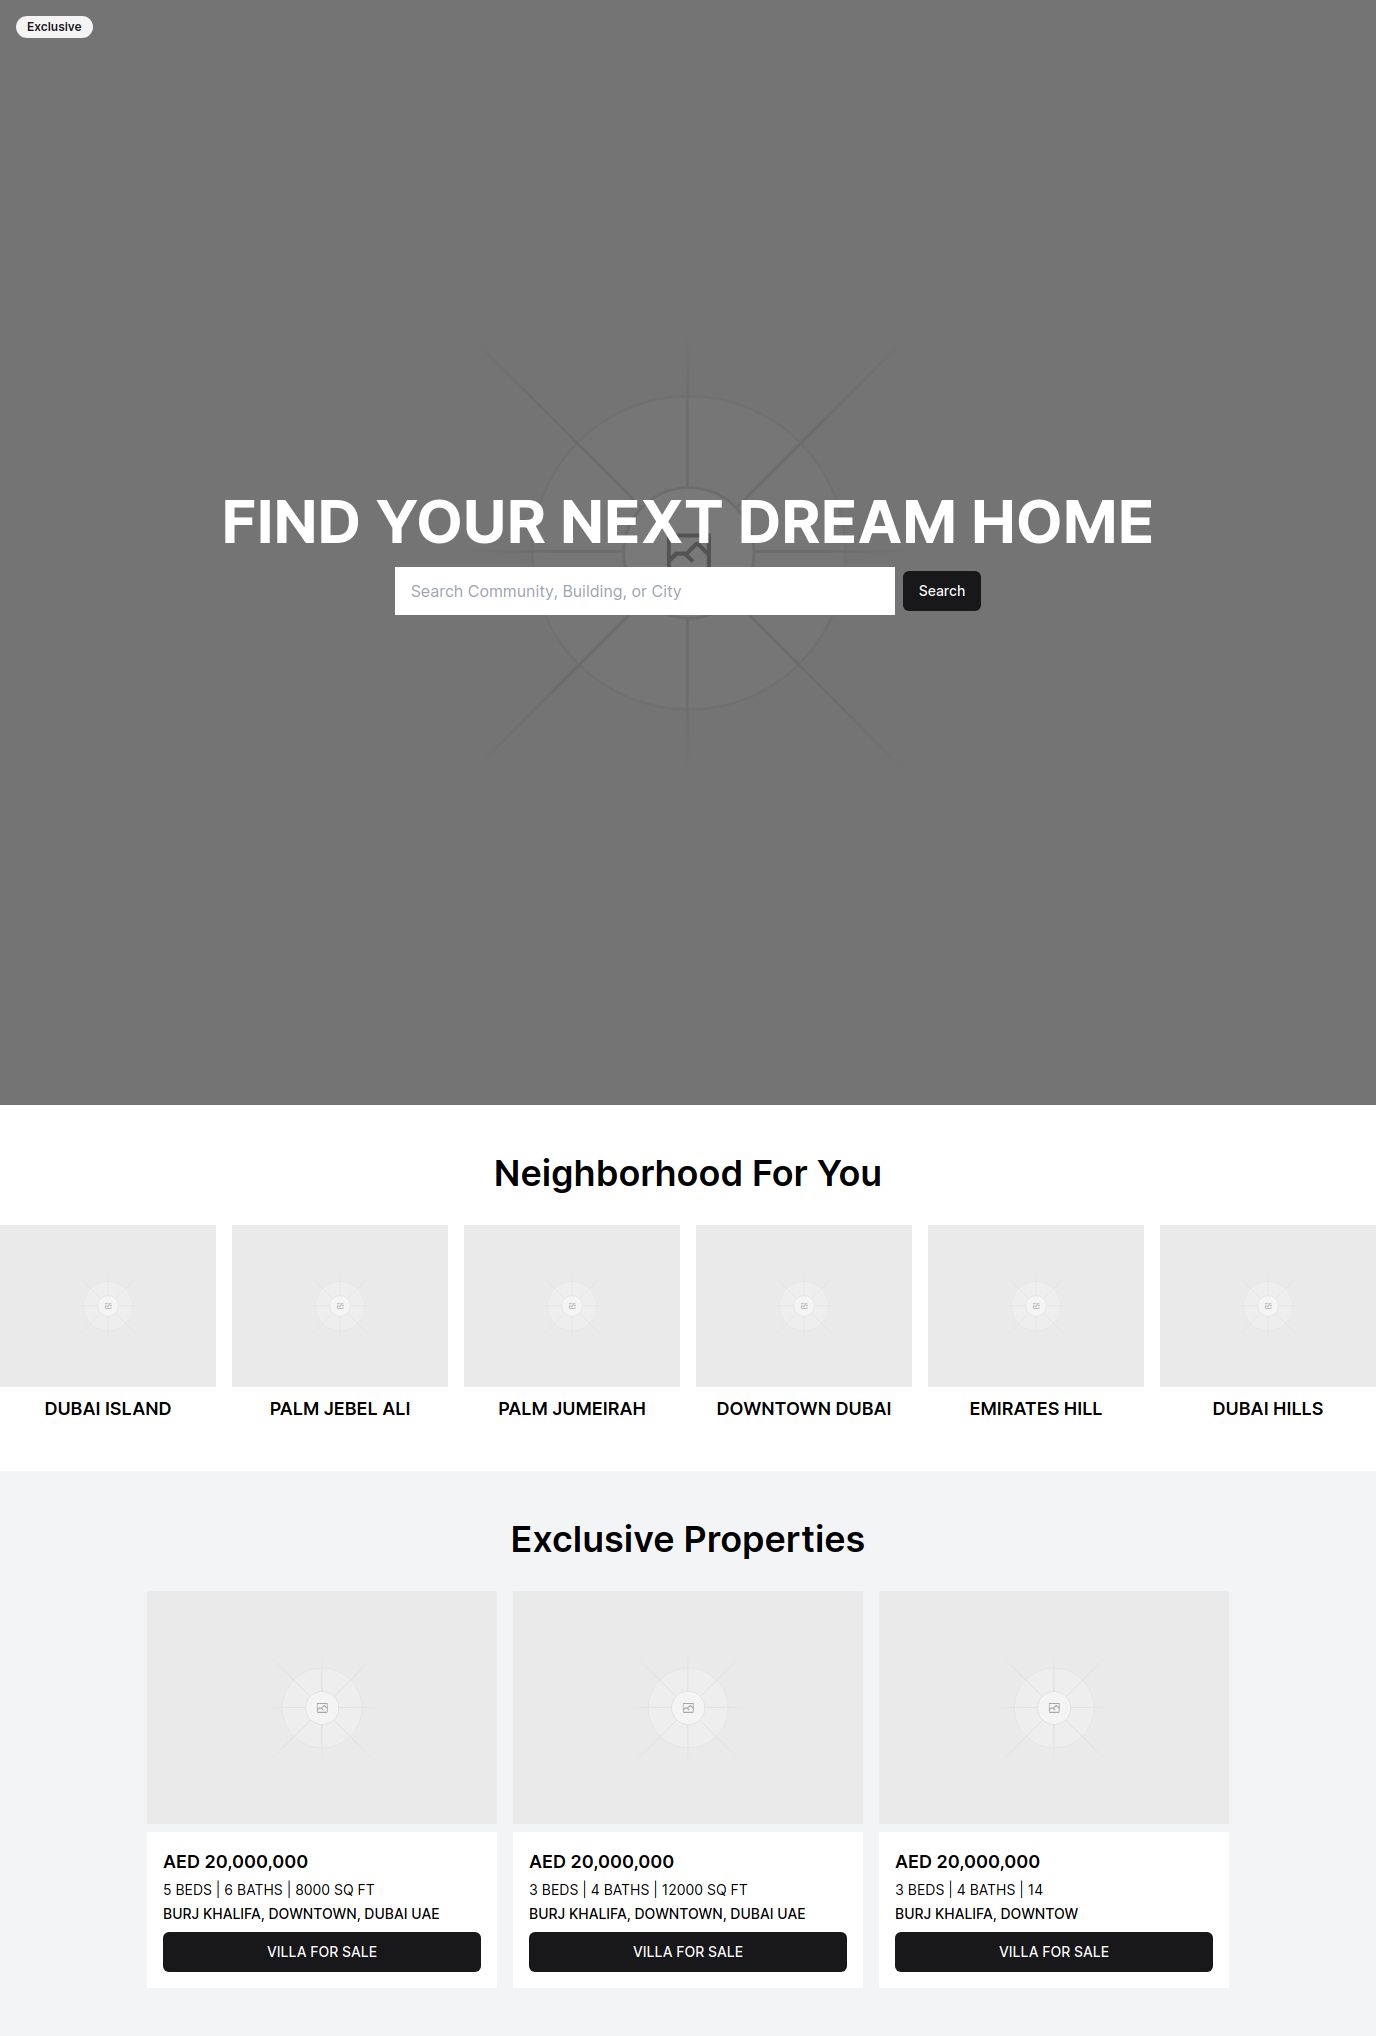 Exclusive
FIND YOUR NEXT DREAM HOME
Search Community, Building, or City
Search
Neighborhood For You
DUBAI ISLAND
PALM JEBEL ALI
PALM JUMEIRAH
DOWNTOWN DUBAI
EMIRATES HILL
DUBAI HILLS
Exclusive Properties
AED 20,000,000
5 BEDS | 6 BATHS | 8000 SQ FT
BURJ KHALIFA, DOWNTOWN, DUBAI UAE
VILLA FOR SALE
AED 20,000,000
3 BEDS | 4 BATHS | 12000 SQ FT
BURJ KHALIFA, DOWNTOWN, DUBAI UAE
VILLA FOR SALE
AED 20,000,000
3 BEDS | 4 BATHS | 14
BURJ KHALIFA, DOWNTOW
VILLA FOR SALE